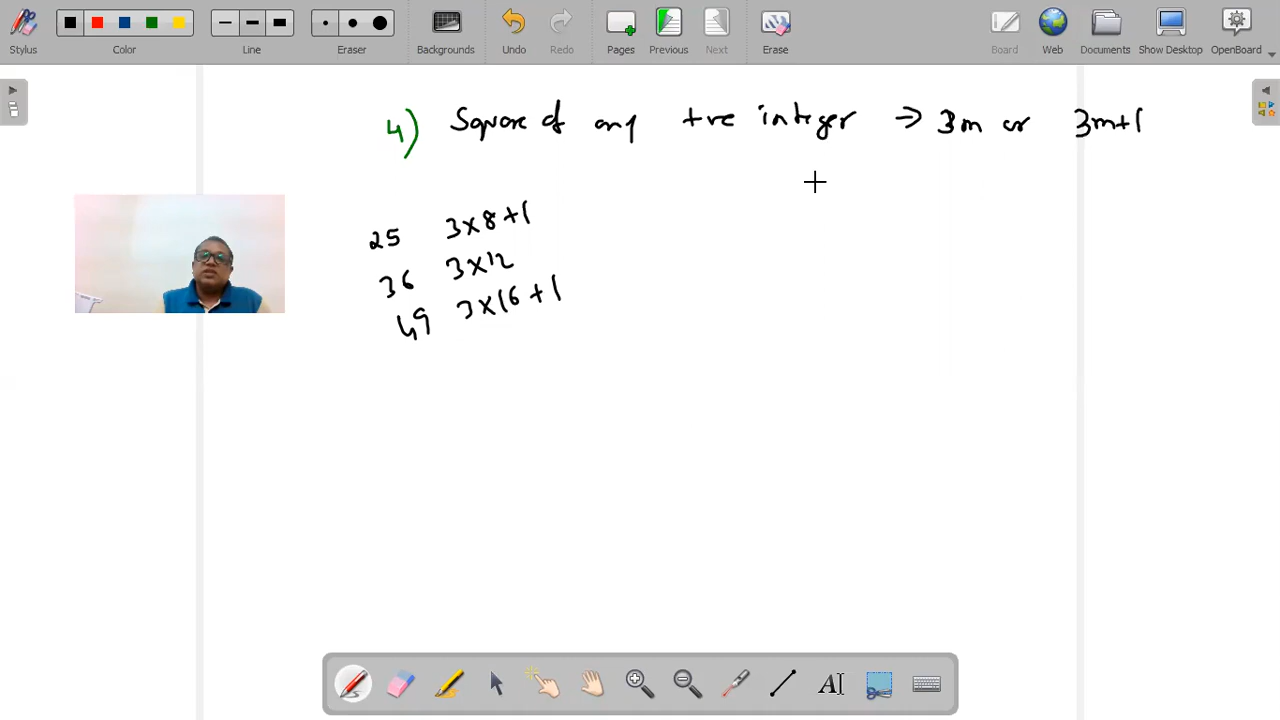 Stylus Color Line Eraser Backgrounds Undo Redo Pages Previous Next Erase Board Web Documents Show Desktop OpenBoard
4) Square of any +ve integer → 3m or 3m+1
25 3×8+1
36 3×12
49 3×16+1